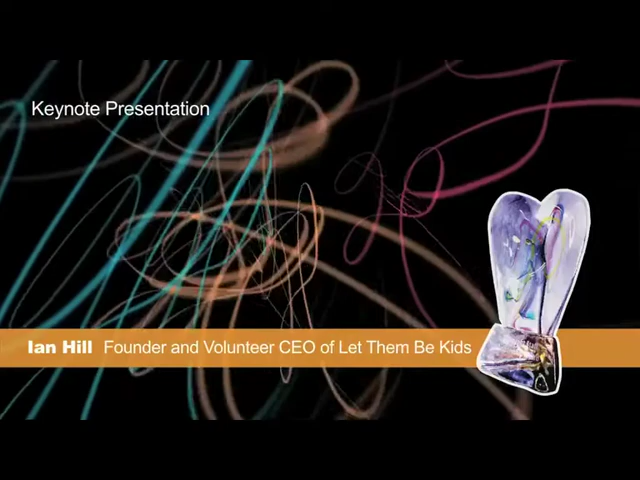 Keynote Presentation
Ian Hill Founder and Volunteer CEO of Let Them Be Kids